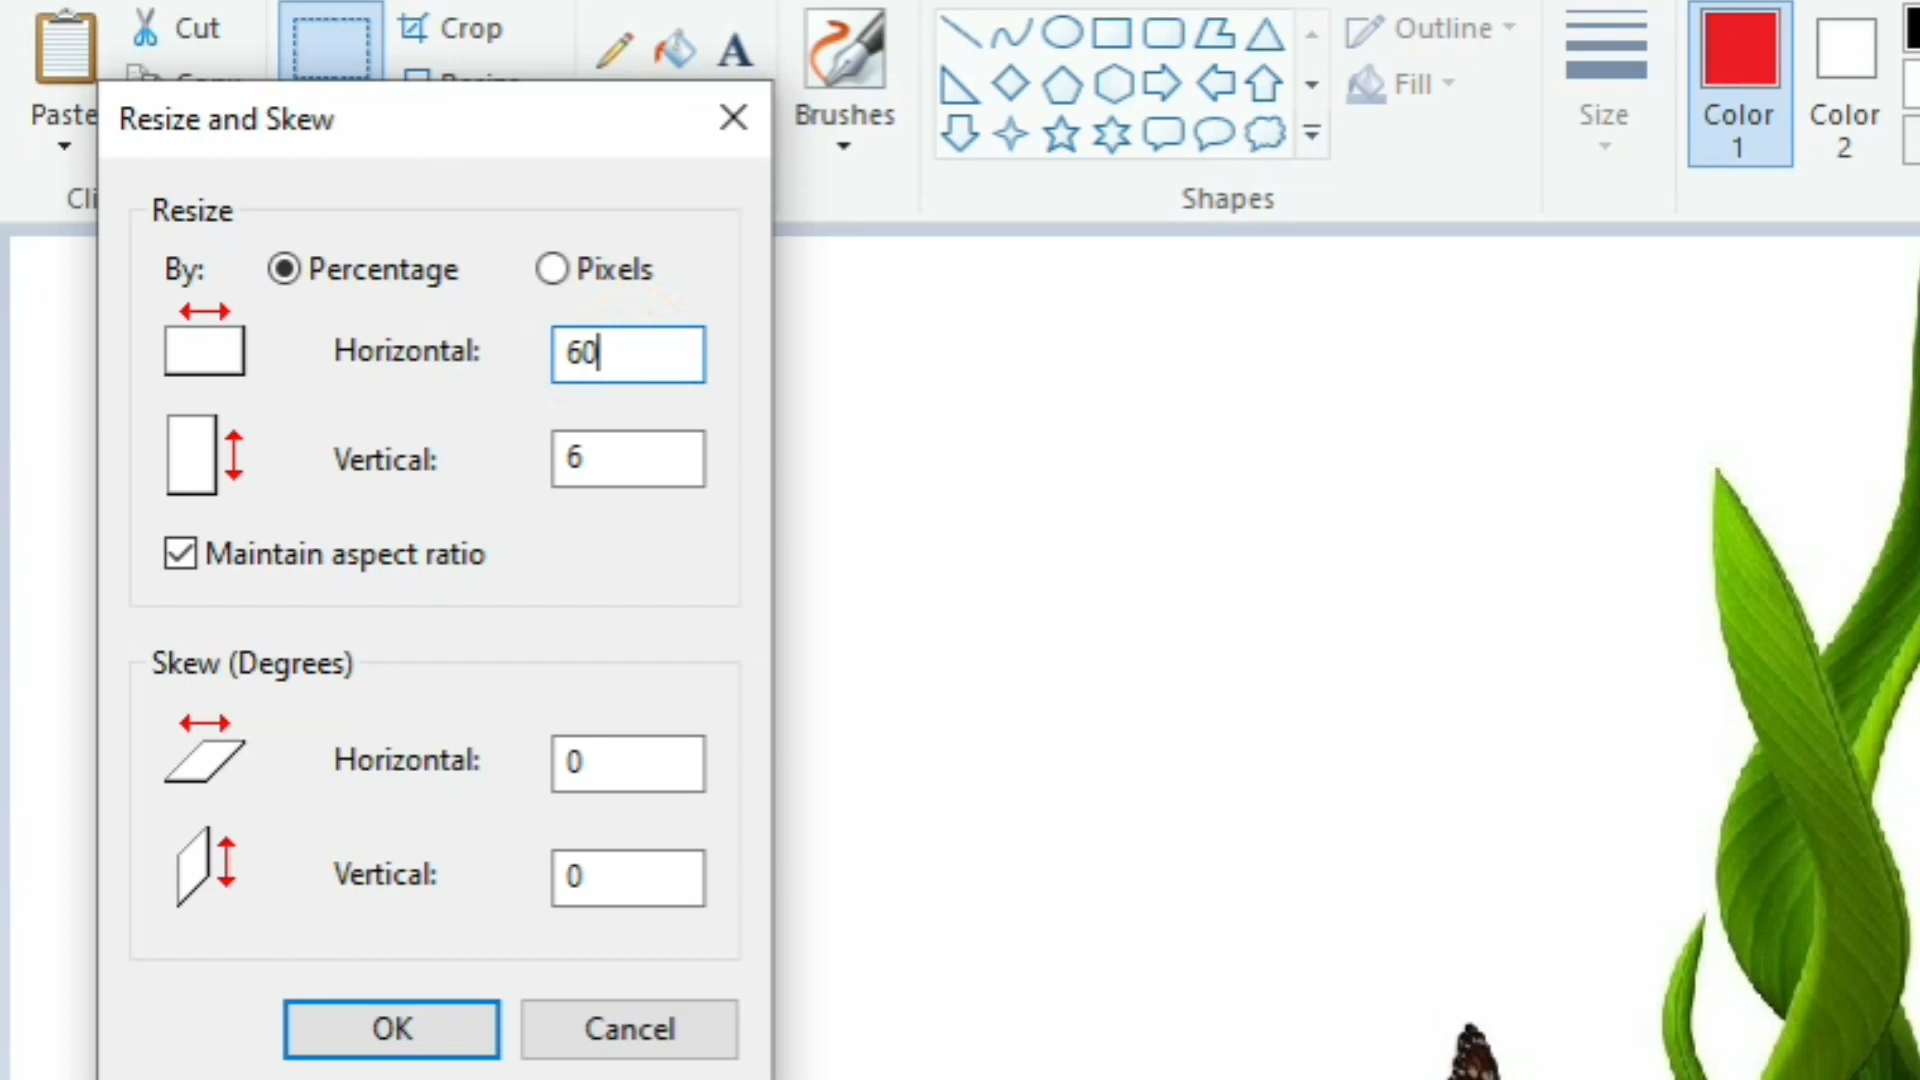 Cut
Crop
Paste
Brushes
Outline
Fill
Size
Color
1
Color
2
Shapes
Resize and Skew
Resize
By:
Percentage
Pixels
Horizontal:
60
Vertical:
6
Maintain aspect ratio
Skew (Degrees)
Horizontal:
0
Vertical:
0
OK
Cancel